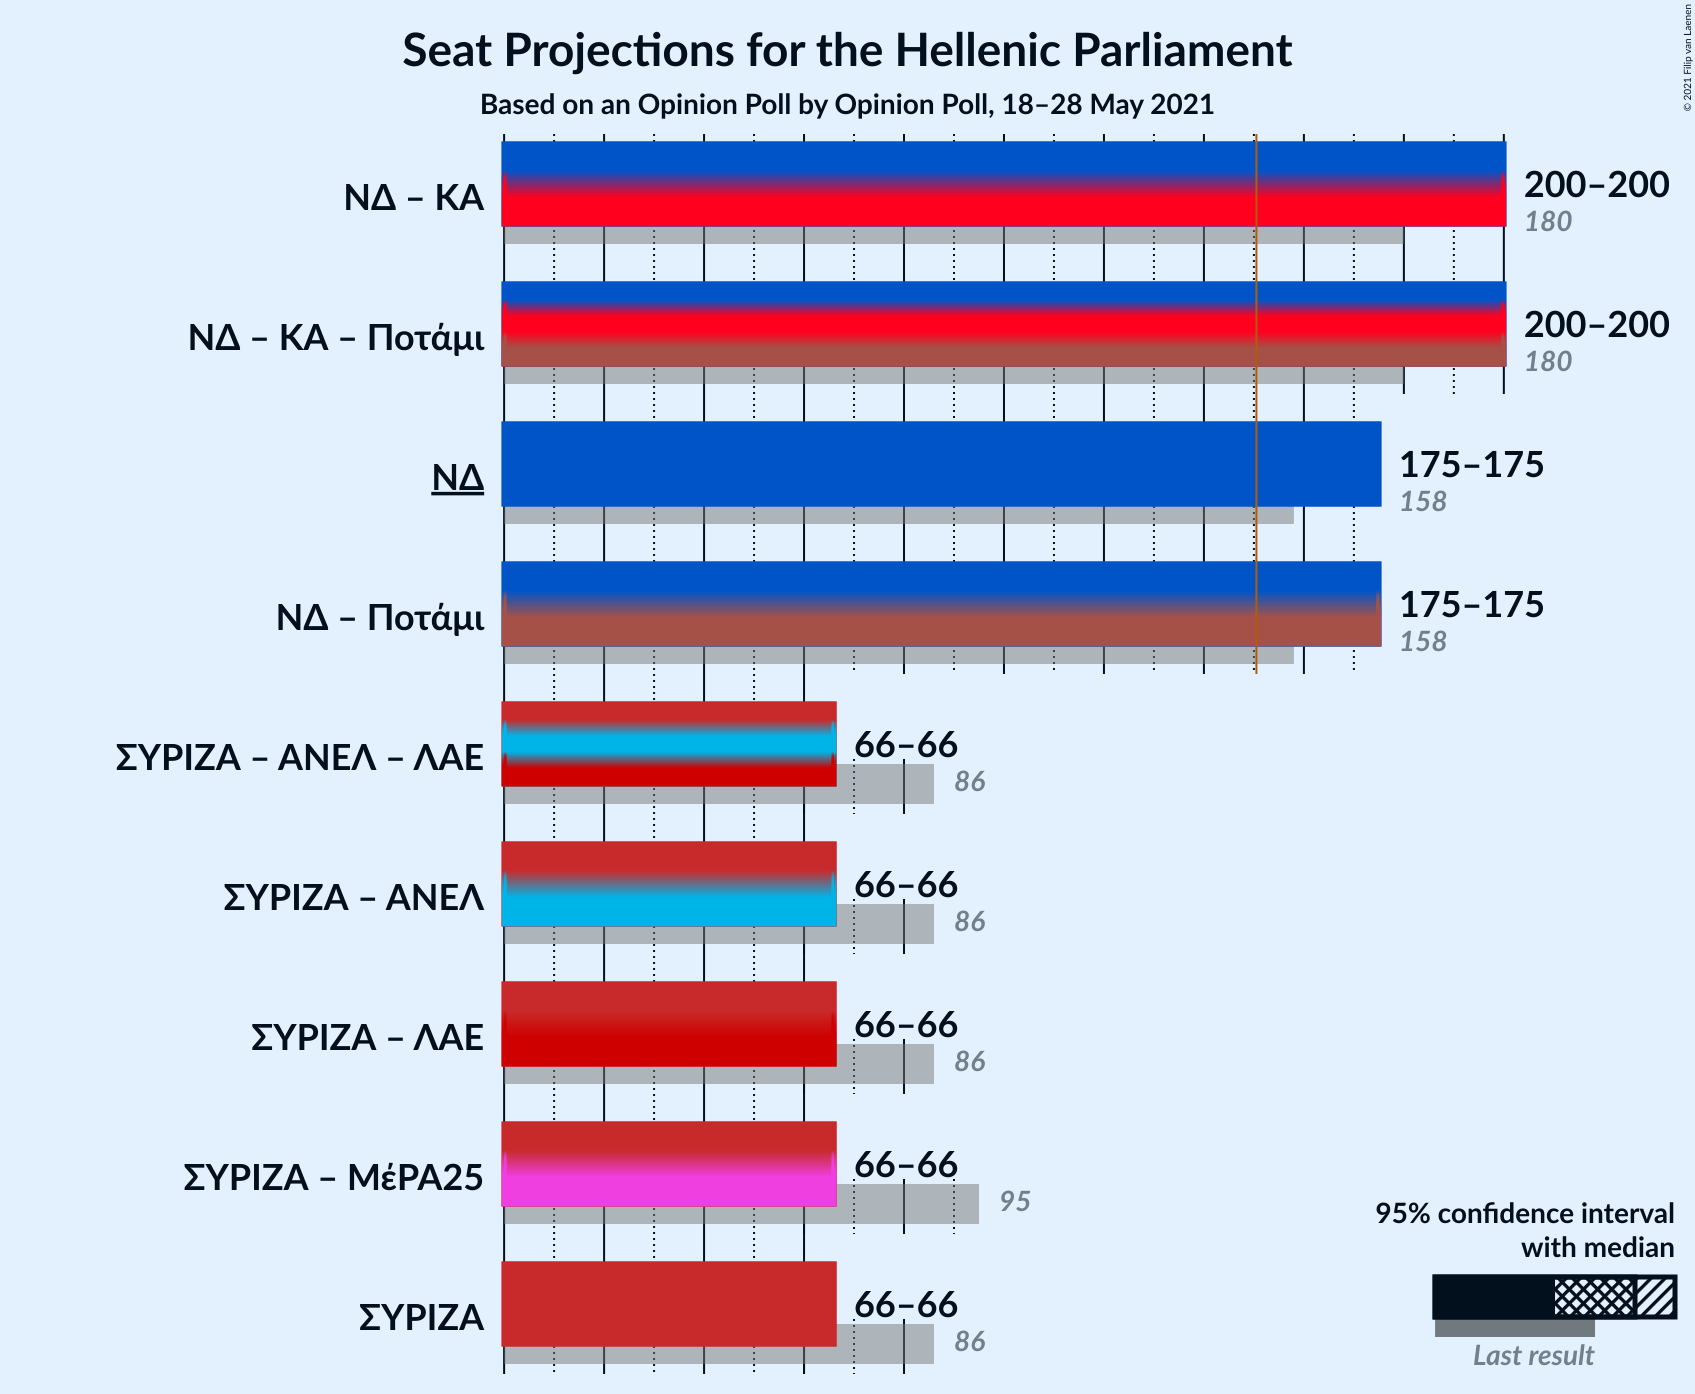 Seat Projections for the Hellenic Parliament
Based on an Opinion Poll by Opinion Poll, 18–28 May 2021
© 2021 Filip van Laenen
ΝΔ – ΚΑ
200–200
180
ΝΔ – ΚΑ – Ποτάμι
200–200
180
ΝΔ
175–175
158
ΝΔ – Ποτάμι
175–175
158
ΣΥΡΙΖΑ – ΑΝΕΛ – ΛΑΕ
66–66
86
ΣΥΡΙΖΑ – ΑΝΕΛ
66–66
86
ΣΥΡΙΖΑ – ΛΑΕ
66–66
86
ΣΥΡΙΖΑ – ΜέΡΑ25
66–66
95
ΣΥΡΙΖΑ
66–66
86
95% confidence interval
with median
Last result